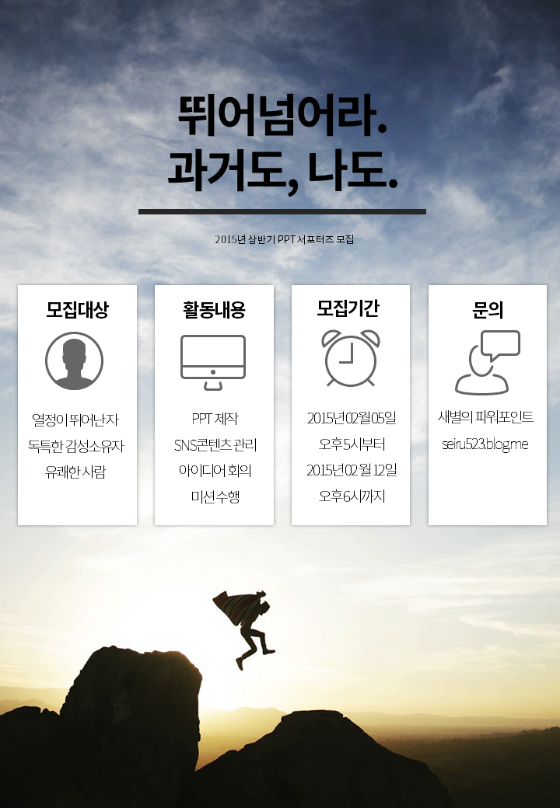 뛰어넘어라.
과거도, 나도.
2015년 상반기 PPT 서포터즈 모집
모집대상
열정이 뛰어난 자
독특한 감성소유자
유쾌한 사람
활동내용
PPT 제작
SNS콘텐츠 관리
아이디어 회의
미션 수행
모집기간
2015년 02월 05일
오후 5시부터
2015년 02월 12일
오후 6시까지
문의
새별의 파워포인트
seiru523.blog.me